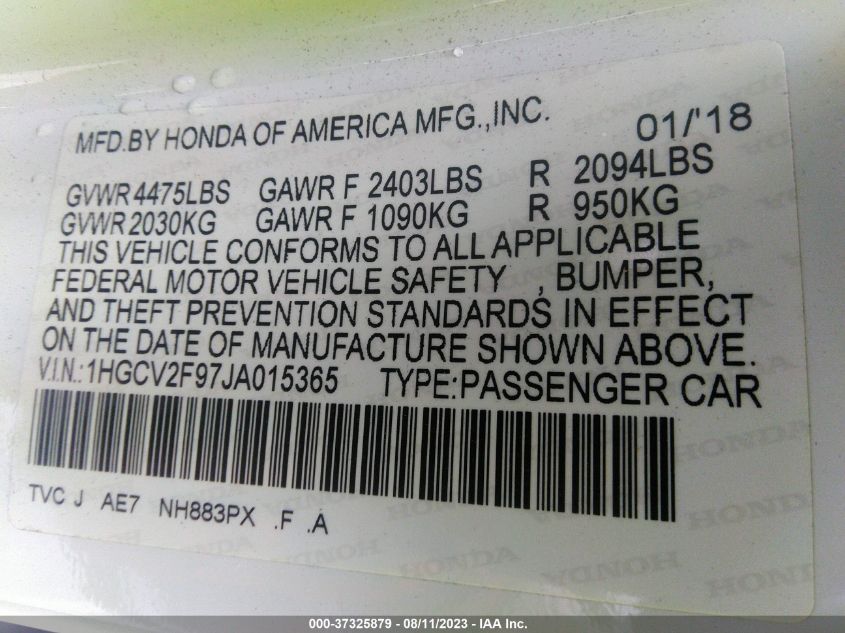 MFD.BY HONDA OF AMERICA MFG.,INC. 01/'18
GVWR 4475LBS GAWR F 2403LBS R 2094LBS
GVWR 2030KG GAWR F 1090KG R 950KG
THIS VEHICLE CONFORMS TO ALL APPLICABLE
FEDERAL MOTOR VEHICLE SAFETY , BUMPER,
AND THEFT PREVENTION STANDARDS IN EFFECT
ON THE DATE OF MANUFACTURE SHOWN ABOVE.
V.I.N.:1HGCV2F97JA015365 TYPE:PASSENGER CAR
TVC J AE7 NH883PX .F .A
000-37325879 - 08/11/2023 - IAA Inc.